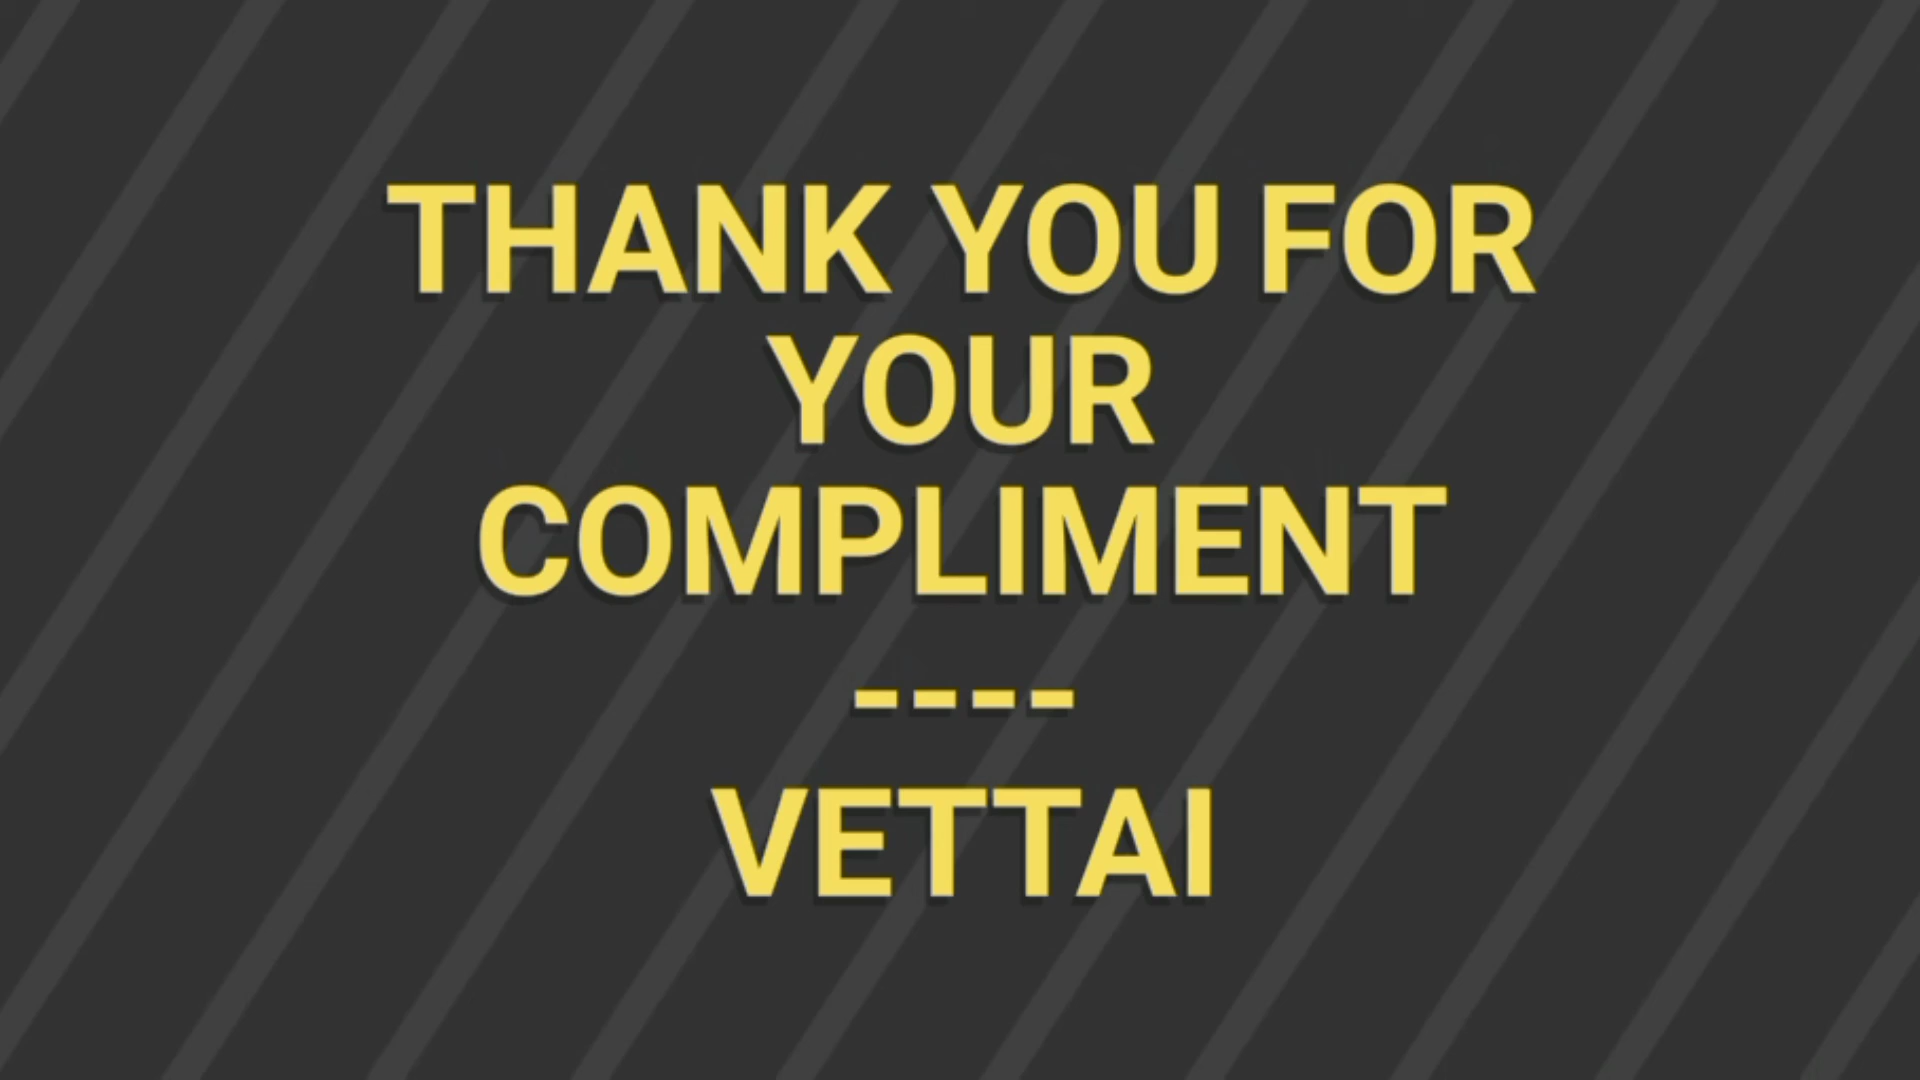 THANK YOU FOR
YOUR
COMPLIMENT
----
VETTAI